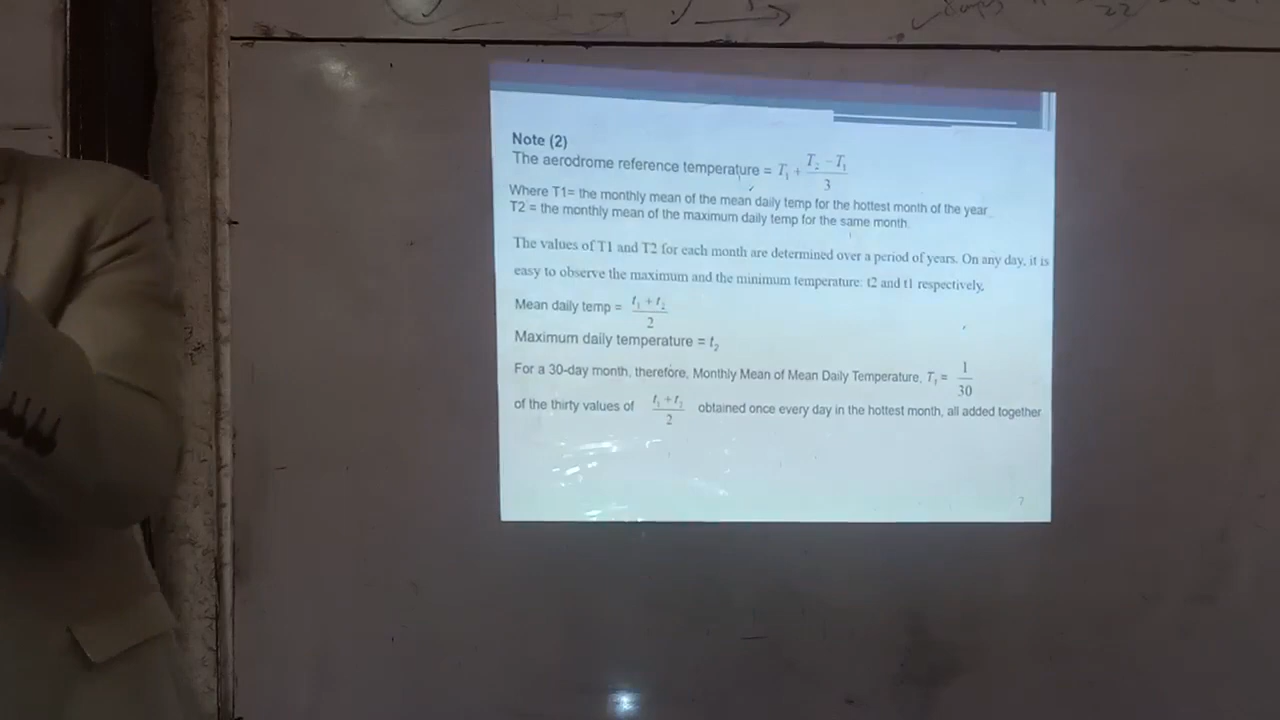 Note (2)
The aerodrome reference temperature = T₁ + (T₂ − T₁)/3
Where T1= the monthly mean of the mean daily temp for the hottest month of the year
T2 = the monthly mean of the maximum daily temp for the same month.
The values of T1 and T2 for each month are determined over a period of years. On any day, it is
easy to observe the maximum and the minimum temperature: t2 and t1 respectively.
Mean daily temp = (t₁ + t₂)/2
Maximum daily temperature = t₂
For a 30-day month, therefore, Monthly Mean of Mean Daily Temperature, T₁ = 1/30
of the thirty values of (t₁ + t₂)/2 obtained once every day in the hottest month, all added together